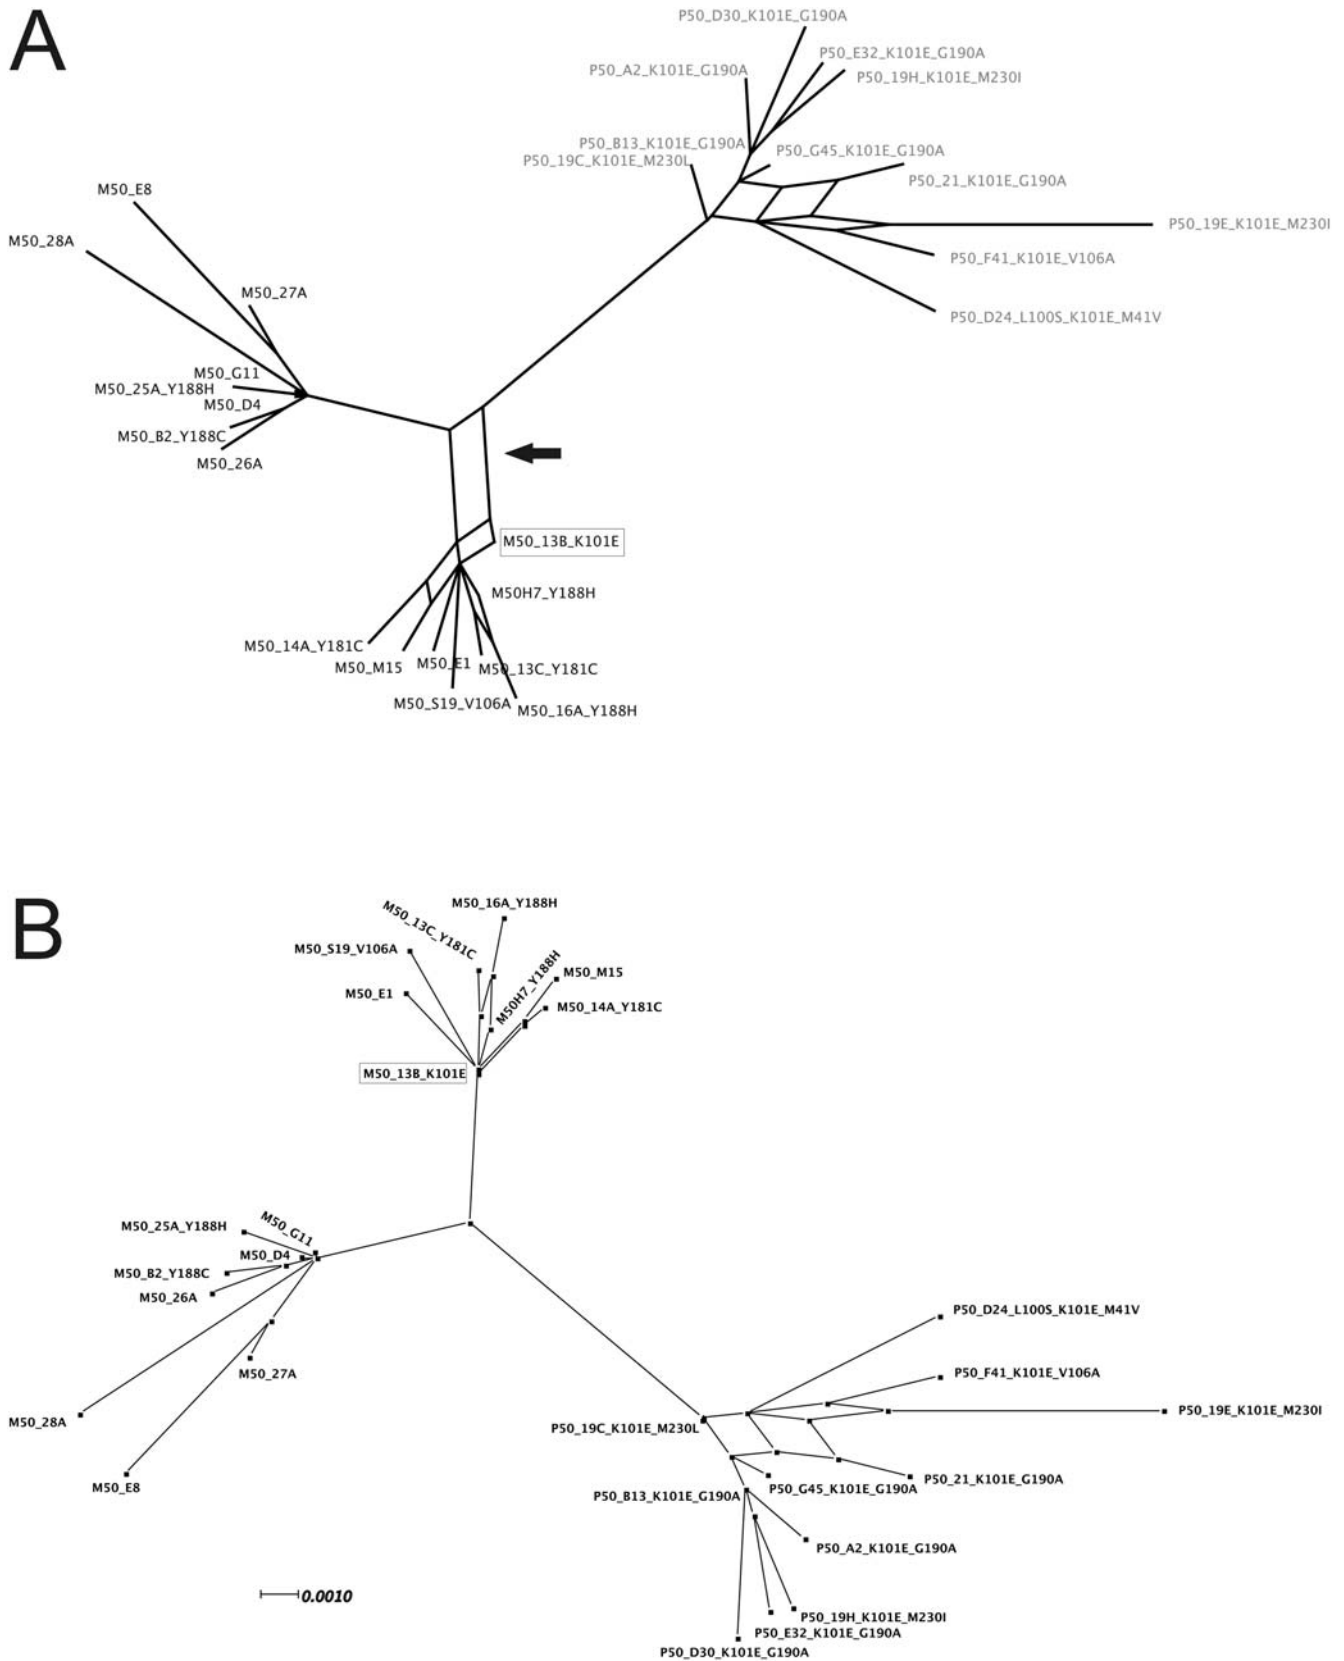 A
P50_D30_K101E_G190A
P50_E32_K101E_G190A
P50_A2_K101E_G190A
P50_19H_K101E_M230I
P50_B13_K101E_G190A
P50_G45_K101E_G190A
P50_19C_K101E_M230L
P50_21_K101E_G190A
M50_E8
P50_19E_K101E_M230I
M50_28A
P50_F41_K101E_V106A
M50_27A
P50_D24_L100S_K101E_M41V
M50_G11
M50_25A_Y188H
M50_D4
M50_B2_Y188C
M50_26A
M50_13B_K101E
M50H7_Y188H
M50_14A_Y181C
M50_M15
M50_E1
M50_13C_Y181C
M50_S19_V106A
M50_16A_Y188H
B
M50_16A_Y188H
M50_13C_Y181C
M50_S19_V106A
M50H7_Y188H
M50_M15
M50_E1
M50_14A_Y181C
M50_13B_K101E
M50_25A_Y188H
M50_G11
M50_D4
M50_B2_Y188C
M50_26A
P50_D24_L100S_K101E_M41V
M50_27A
P50_F41_K101E_V106A
P50_19E_K101E_M230I
M50_28A
P50_19C_K101E_M230L
P50_21_K101E_G190A
M50_E8
P50_G45_K101E_G190A
P50_B13_K101E_G190A
P50_A2_K101E_G190A
0.0010
P50_19H_K101E_M230I
P50_E32_K101E_G190A
P50_D30_K101E_G190A